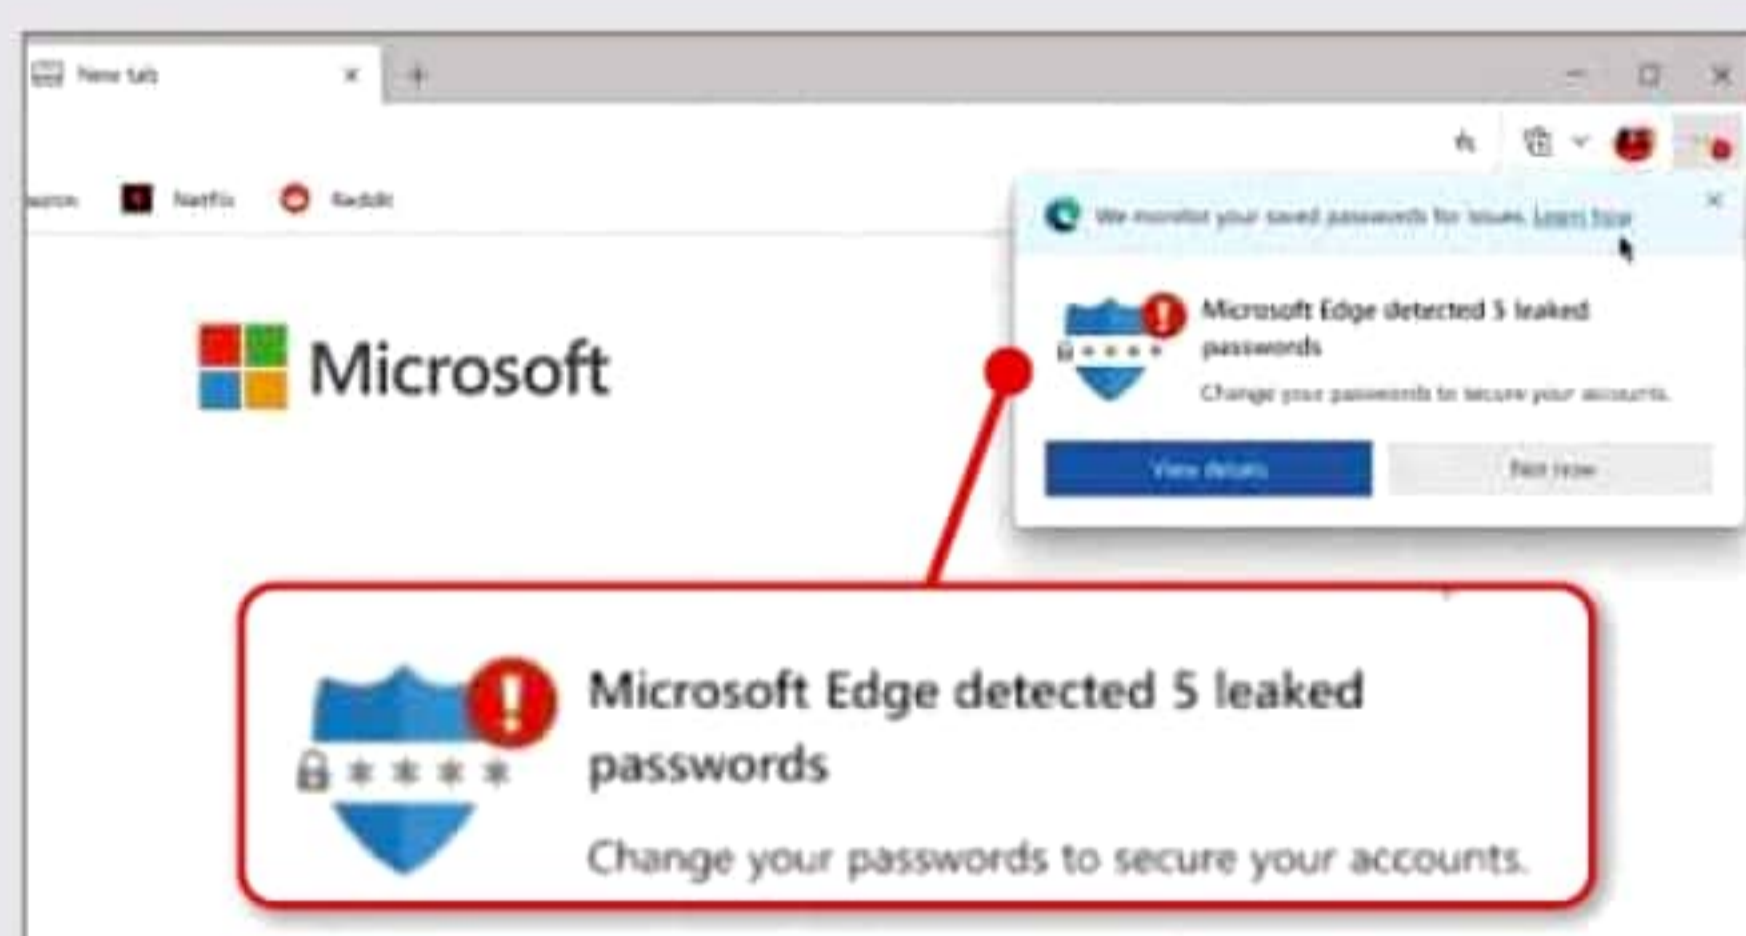 New tab
Netflix
Reddit
We monitor your saved passwords for issues. Learn how
Microsoft
Microsoft Edge detected 5 leaked
passwords
Change your passwords to secure your accounts.
View details
Not now
Microsoft Edge detected 5 leaked
passwords
Change your passwords to secure your accounts.